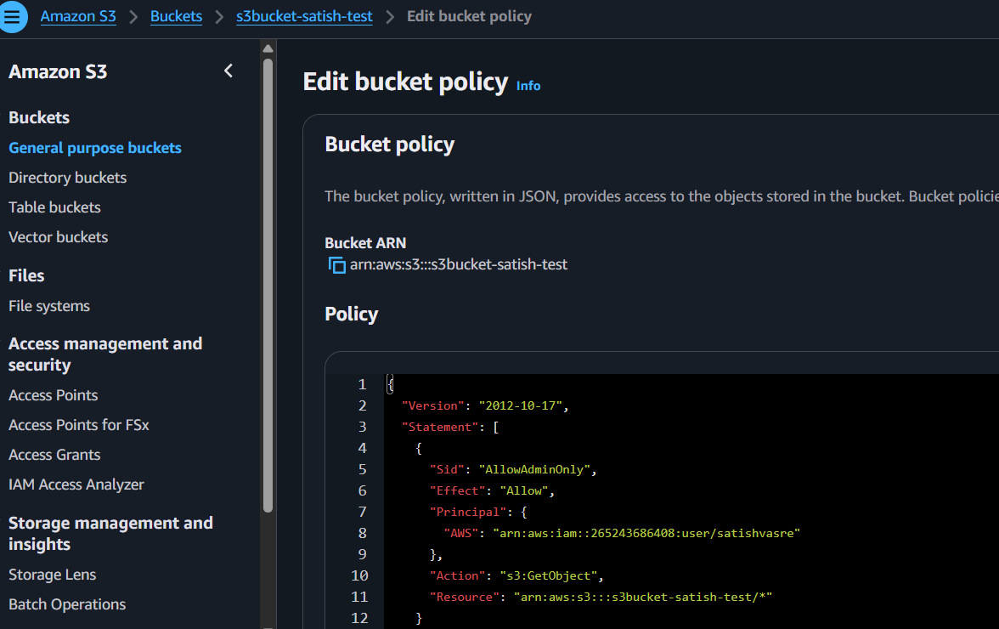 Amazon S3 > Buckets > s3bucket-satish-test > Edit bucket policy
Amazon S3
Buckets
General purpose buckets
Directory buckets
Table buckets
Vector buckets
Files
File systems
Access management and
security
Access Points
Access Points for FSx
Access Grants
IAM Access Analyzer
Storage management and
insights
Storage Lens
Batch Operations
Edit bucket policy Info
Bucket policy
The bucket policy, written in JSON, provides access to the objects stored in the bucket. Bucket policie
Bucket ARN
arn:aws:s3:::s3bucket-satish-test
Policy
1 {
2 "Version": "2012-10-17",
3 "Statement": [
4 {
5 "Sid": "AllowAdminOnly",
6 "Effect": "Allow",
7 "Principal": {
8 "AWS": "arn:aws:iam::265243686408:user/satishvasre"
9 },
10 "Action": "s3:GetObject",
11 "Resource": "arn:aws:s3:::s3bucket-satish-test/*"
12 }